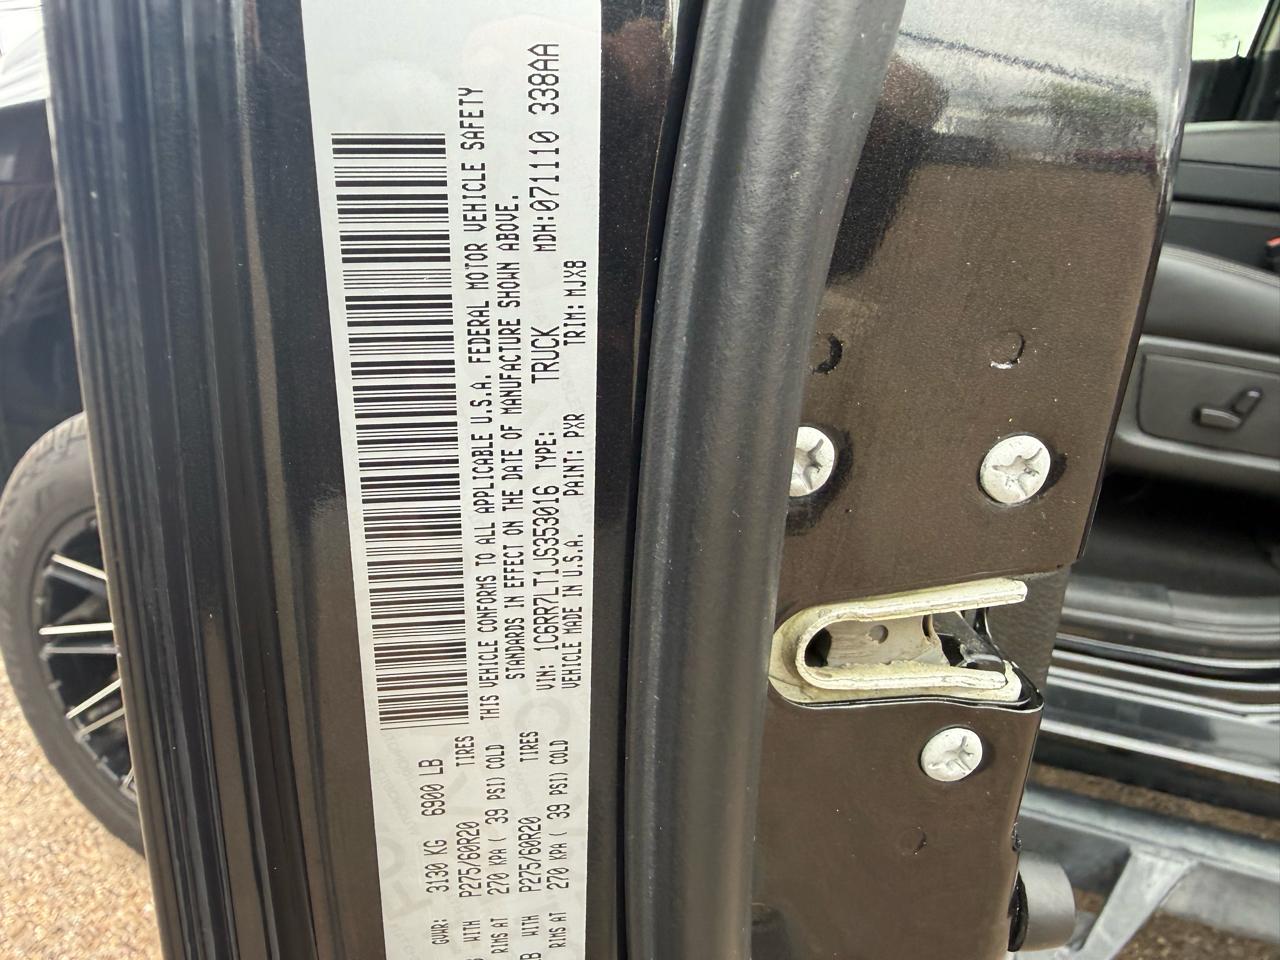 GVWR: 3130 KG 6900 LB
WITH P275/60R20 TIRES
RIMS AT 270 KPA ( 39 PSI) COLD
WITH P275/60R20 TIRES
RIMS AT 270 KPA ( 39 PSI) COLD
THIS VEHICLE CONFORMS TO ALL APPLICABLE U.S.A. FEDERAL MOTOR VEHICLE SAFETY
STANDARDS IN EFFECT ON THE DATE OF MANUFACTURE SHOWN ABOVE.
VIN: 1C6RR7LT1JS353016 TYPE: TRUCK MDH:071110 338AA
VEHICLE MADE IN U.S.A. PAINT: PXR TRIM: MJX8